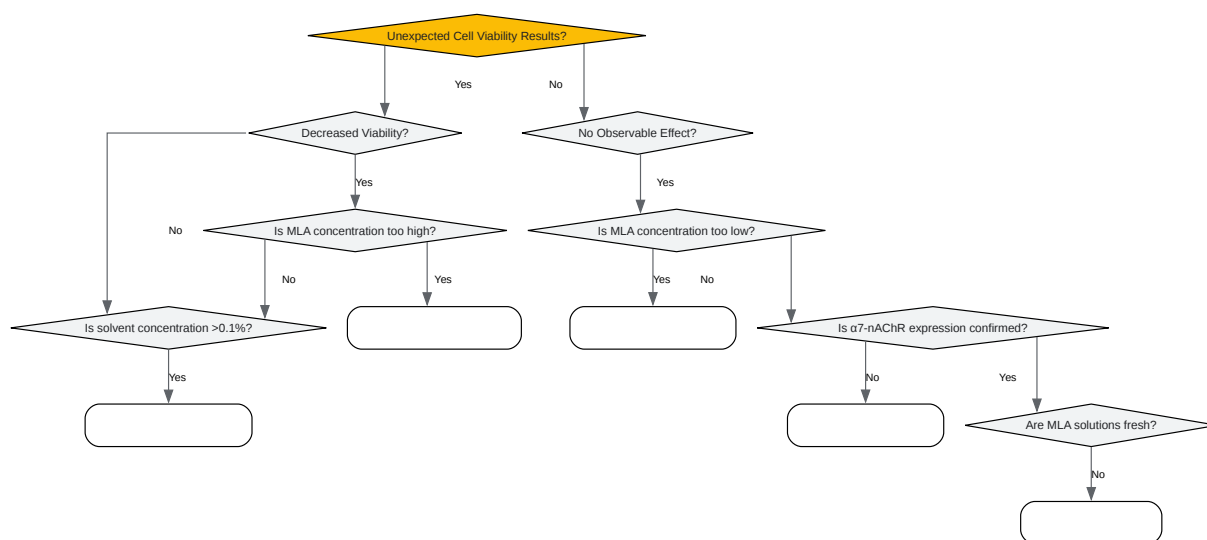 Unexpected Cell Viability Results?
Yes
No
Decreased Viability?
No Observable Effect?
Yes
Yes
No
Is MLA concentration too high?
Is MLA concentration too low?
No
Yes
Yes
No
Is solvent concentration >0.1%?
Is α7-nAChR expression confirmed?
Yes
No
Yes
Are MLA solutions fresh?
No